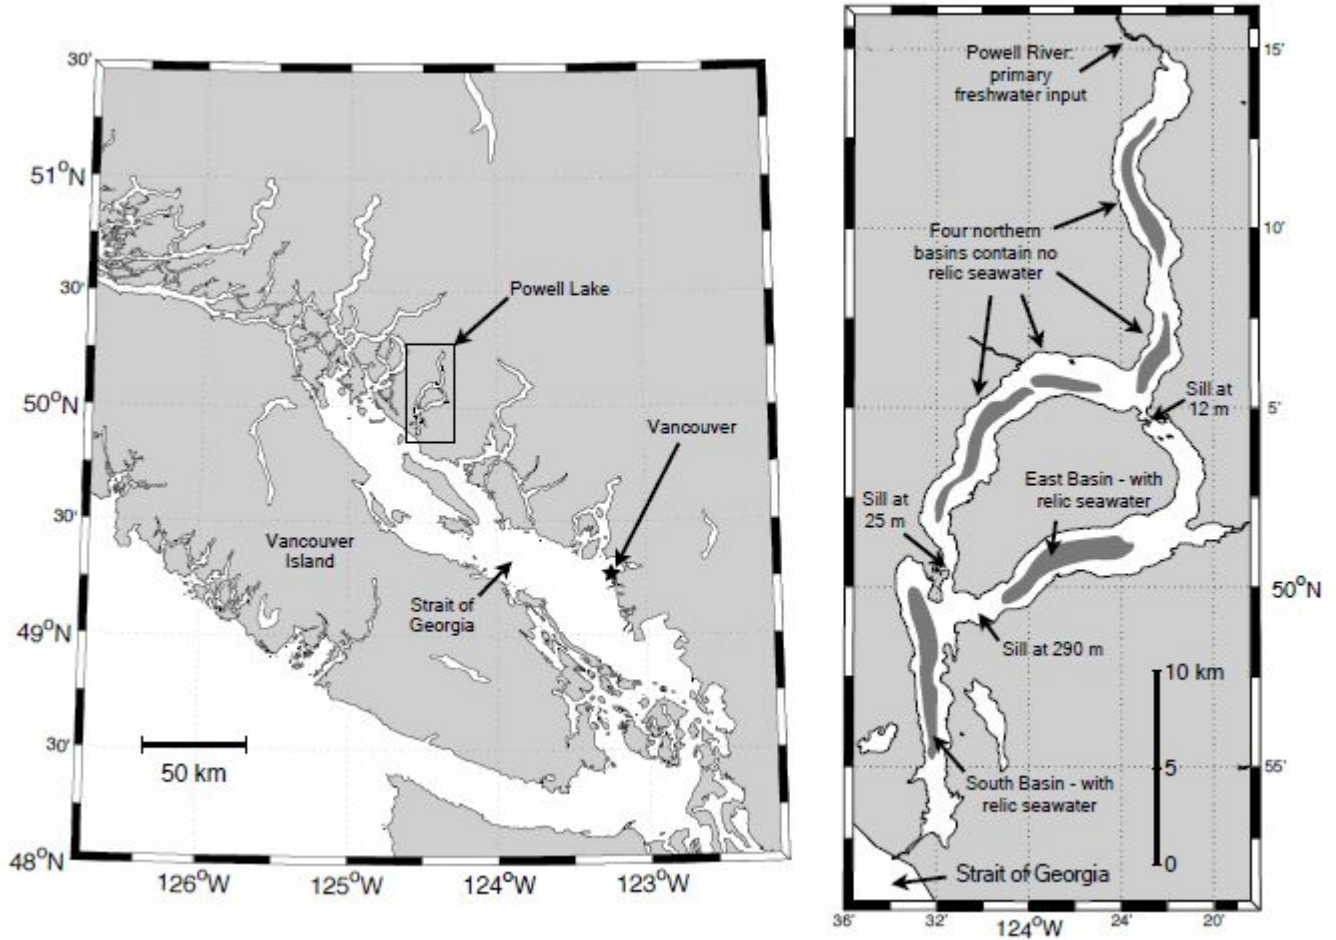 30'
51°N
30'
50°N
30'
49°N
30'
48°N
126°W
125°W
124°W
123°W
Powell Lake
Vancouver
Vancouver
Island
Strait of
Georgia
50 km
Powell River:
primary
freshwater input
Four northern
basins contain no
relic seawater
Sill at
12 m
East Basin - with
relic seawater
Sill at
25 m
Sill at 290 m
10 km
5
0
South Basin - with
relic seawater
Strait of Georgia
15'
10'
5'
50°N
55'
36'
32'
124°W
24'
20'